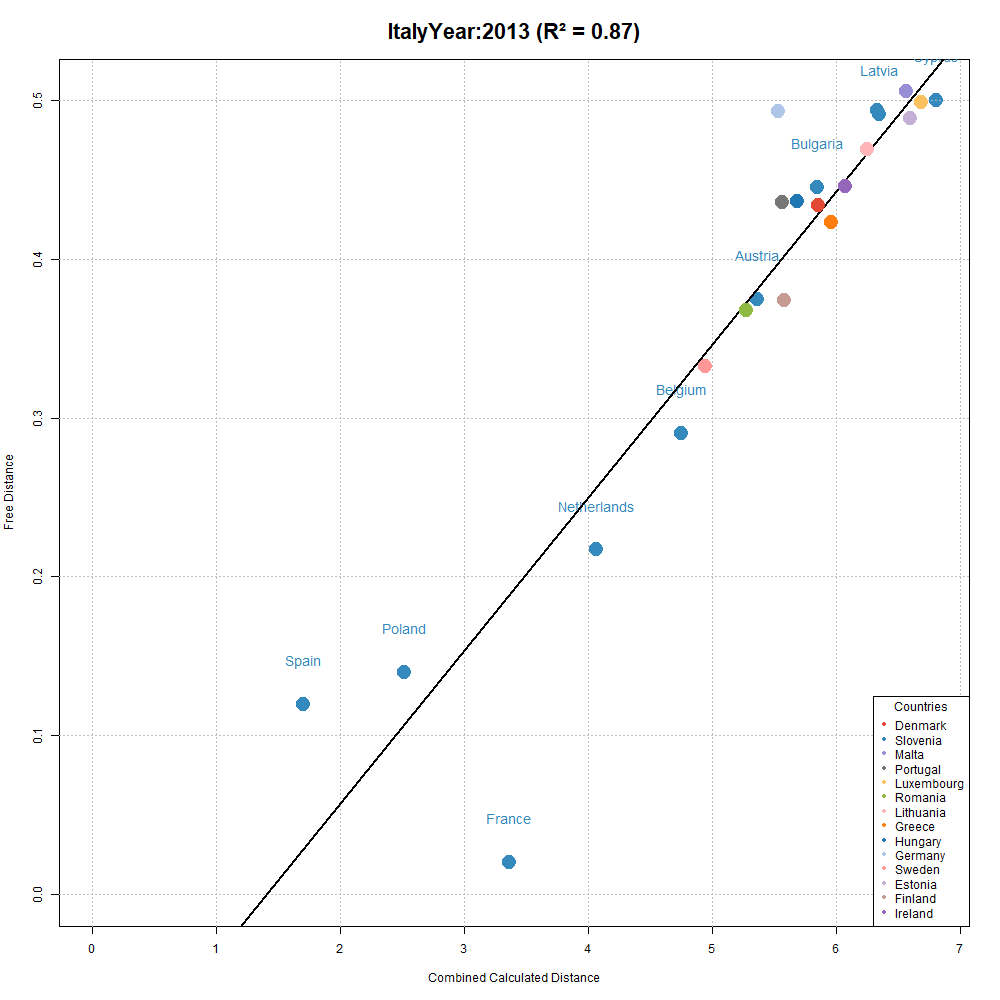 ItalyYear:2013 (R² = 0.87)
Latvia
Bulgaria
Austria
Belgium
Netherlands
Poland
Spain
France
0.5
0.4
0.3
0.2
0.1
0.0
Free Distance
Countries
Denmark
Slovenia
Malta
Portugal
Luxembourg
Romania
Lithuania
Greece
Hungary
Germany
Sweden
Estonia
Finland
Ireland
0 1 2 3 4 5 6 7
Combined Calculated Distance